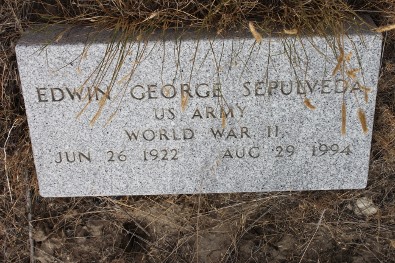 EDWIN GEORGE SEPULVEDA
US ARMY
WORLD WAR II
JUN 26 1922 AUG 29 1994